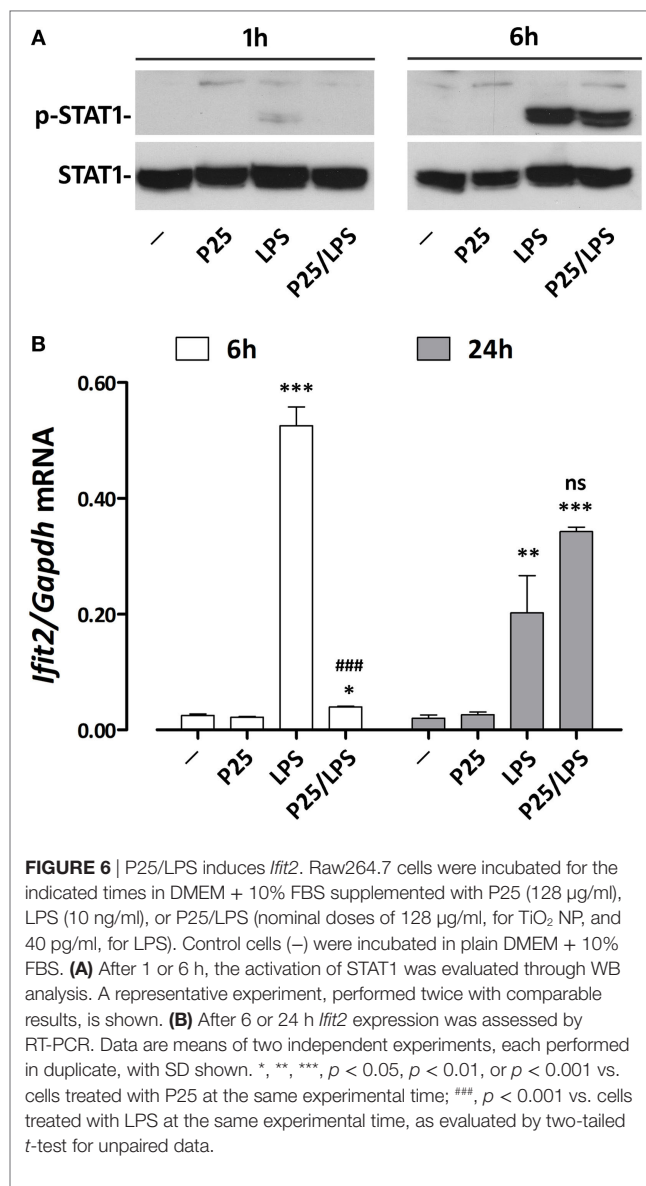 A
1h
6h
p-STAT1-
STAT1-
– P25 LPS P25/LPS
– P25 LPS P25/LPS
B
6h
24h
Ifit2/Gapdh mRNA
0.60
0.40
0.20
0.00
***
###
*
**
ns
***
– P25 LPS P25/LPS
– P25 LPS P25/LPS
FIGURE 6 | P25/LPS induces Ifit2. Raw264.7 cells were incubated for the
indicated times in DMEM + 10% FBS supplemented with P25 (128 µg/ml),
LPS (10 ng/ml), or P25/LPS (nominal doses of 128 µg/ml, for TiO₂ NP, and
40 pg/ml, for LPS). Control cells (−) were incubated in plain DMEM + 10%
FBS. (A) After 1 or 6 h, the activation of STAT1 was evaluated through WB
analysis. A representative experiment, performed twice with comparable
results, is shown. (B) After 6 or 24 h Ifit2 expression was assessed by
RT-PCR. Data are means of two independent experiments, each performed
in duplicate, with SD shown. *, **, ***, p < 0.05, p < 0.01, or p < 0.001 vs.
cells treated with P25 at the same experimental time; ###, p < 0.001 vs. cells
treated with LPS at the same experimental time, as evaluated by two-tailed
t-test for unpaired data.